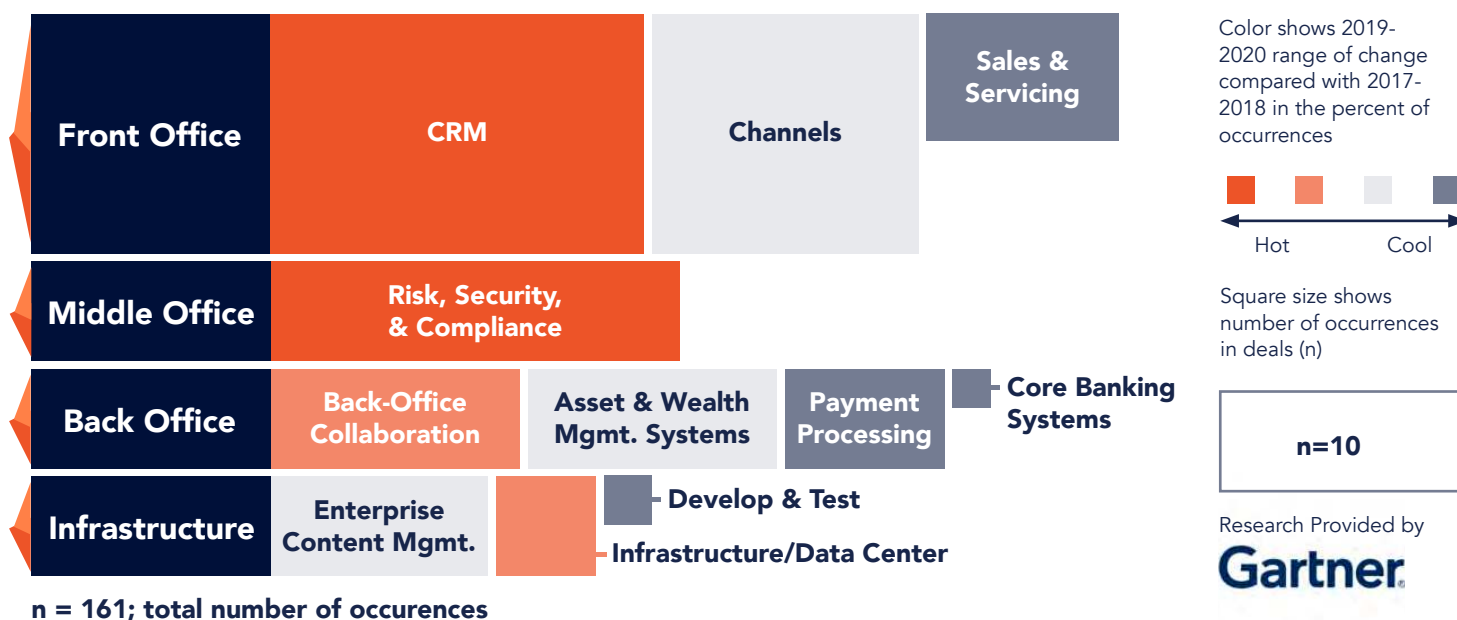 Front Office
CRM
Channels
Sales &
Servicing
Middle Office
Risk, Security,
& Compliance
Back Office
Back-Office
Collaboration
Asset & Wealth
Mgmt. Systems
Payment
Processing
Core Banking
Systems
Infrastructure
Enterprise
Content Mgmt.
Develop & Test
Infrastructure/Data Center
n = 161; total number of occurences
Color shows 2019-
2020 range of change
compared with 2017-
2018 in the percent of
occurrences
Hot Cool
Square size shows
number of occurrences
in deals (n)
n=10
Research Provided by
Gartner